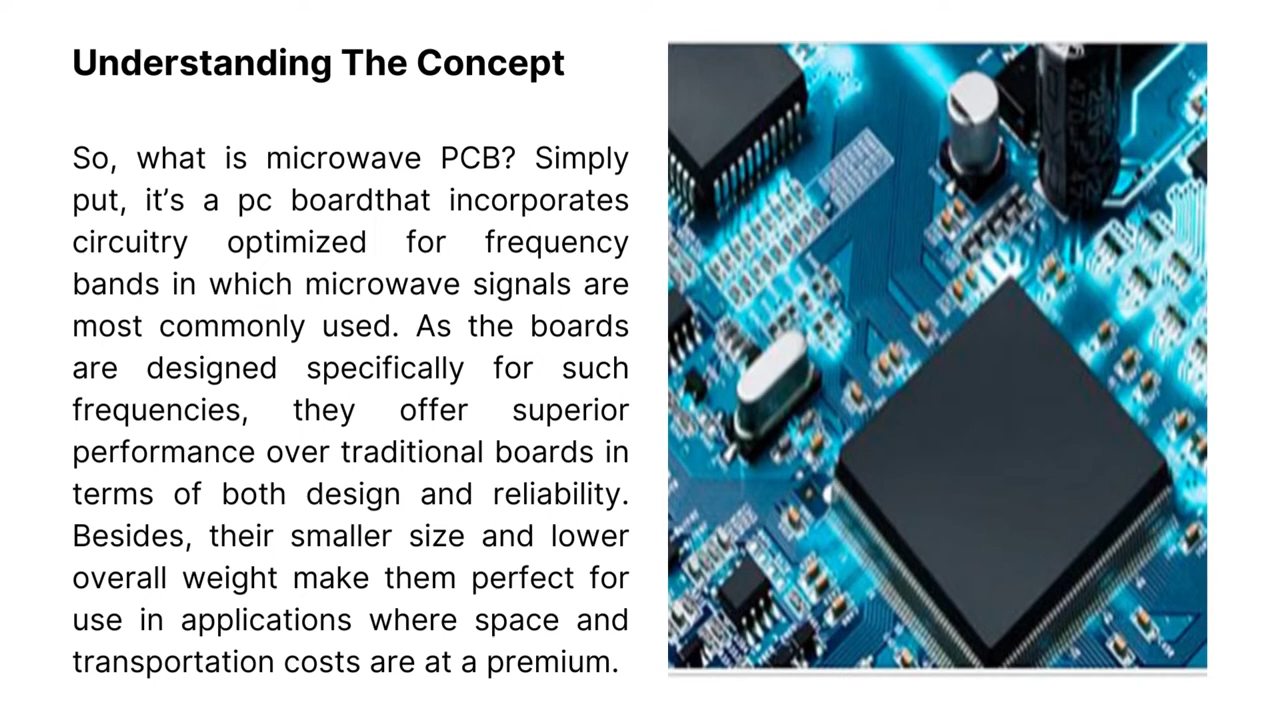 Understanding The Concept
So, what is microwave PCB? Simply
put, it’s a pc boardthat incorporates
circuitry optimized for frequency
bands in which microwave signals are
most commonly used. As the boards
are designed specifically for such
frequencies, they offer superior
performance over traditional boards in
terms of both design and reliability.
Besides, their smaller size and lower
overall weight make them perfect for
use in applications where space and
transportation costs are at a premium.